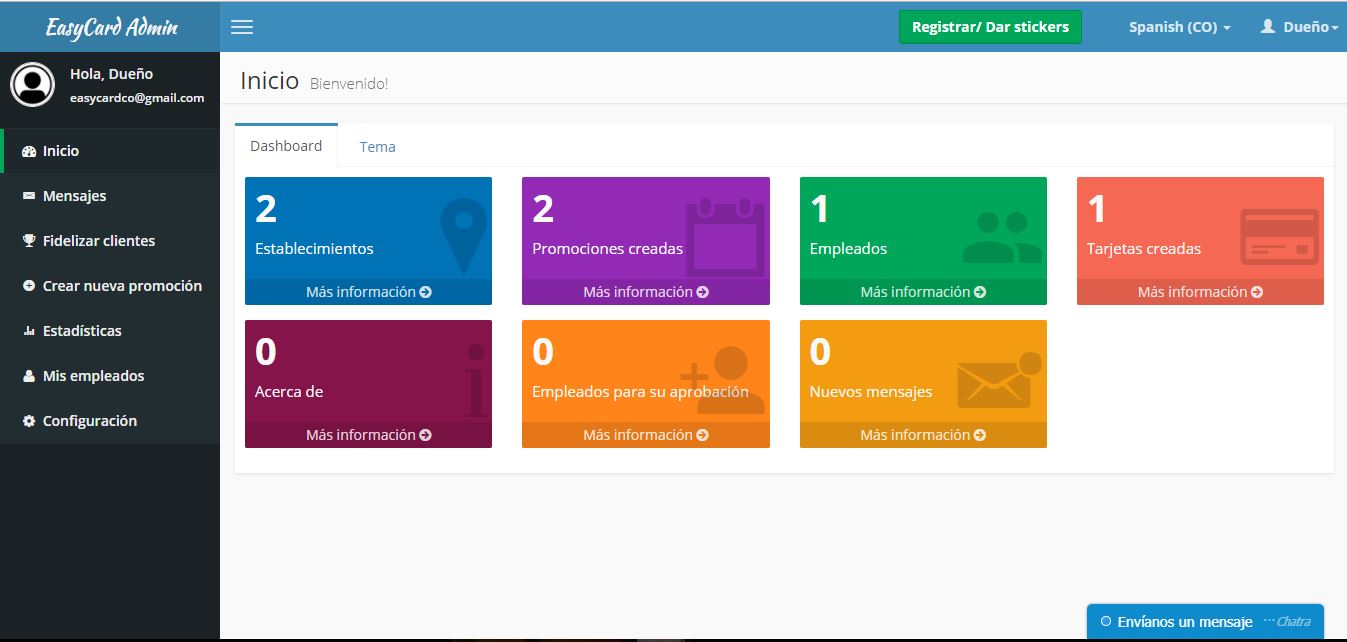 EasyCard Admin
Registrar/ Dar stickers
Spanish (CO)
Dueño
Hola, Dueño
easycardco@gmail.com
Inicio
Mensajes
Fidelizar clientes
Crear nueva promoción
Estadísticas
Mis empleados
Configuración
Inicio Bienvenido!
Dashboard
Tema
2
Establecimientos
Más información
2
Promociones creadas
Más información
1
Empleados
Más información
1
Tarjetas creadas
Más información
0
Acerca de
Más información
0
Empleados para su aprobación
Más información
0
Nuevos mensajes
Más información
Envíanos un mensaje
Chatra